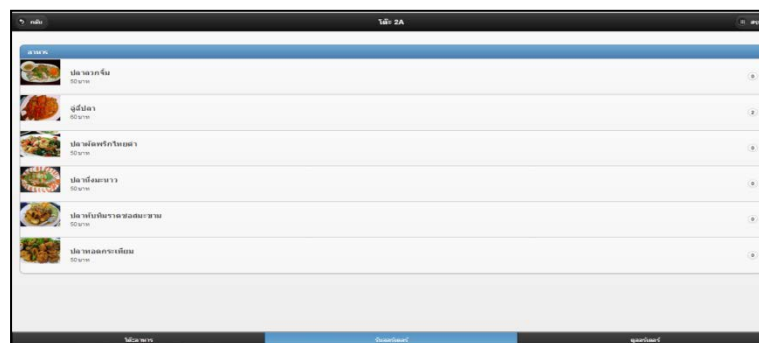 กลับ
โต๊ะ 2A
อาหาร
ปลาลวกจิ้ม
50 บาท
ฉู่ฉี่ปลา
60 บาท
ปลาผัดพริกไทยดำ
50 บาท
ปลานึ่งมะนาว
50 บาท
ปลาทับทิมราดซอสมะขาม
50 บาท
ปลาทอดกระเทียม
50 บาท
โต๊ะอาหาร
รับออร์เดอร์
ดูออร์เดอร์